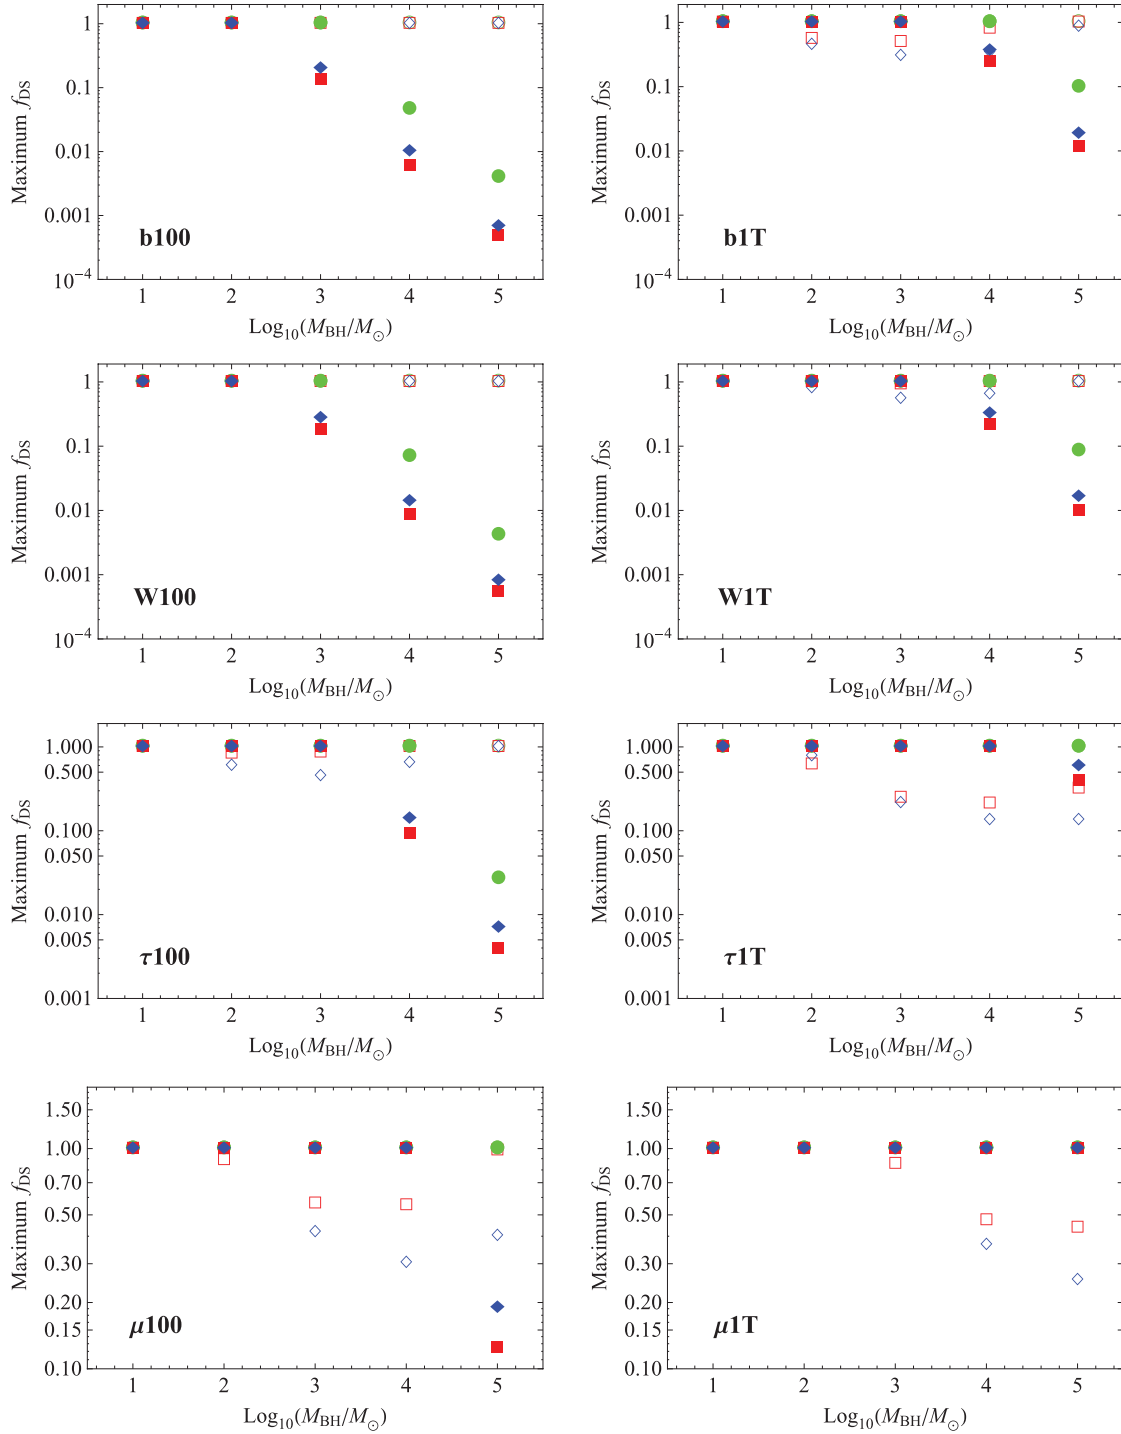 1
0.1
0.01
0.001
10⁻⁴
Maximum f_DS
b100
1 2 3 4 5
Log₁₀(M_BH/M_⊙)
1
0.1
0.01
0.001
10⁻⁴
Maximum f_DS
b1T
1 2 3 4 5
Log₁₀(M_BH/M_⊙)
1
0.1
0.01
0.001
10⁻⁴
Maximum f_DS
W100
1 2 3 4 5
Log₁₀(M_BH/M_⊙)
1
0.1
0.01
0.001
10⁻⁴
Maximum f_DS
W1T
1 2 3 4 5
Log₁₀(M_BH/M_⊙)
1.000
0.500
0.100
0.050
0.010
0.005
0.001
Maximum f_DS
τ100
1 2 3 4 5
Log₁₀(M_BH/M_⊙)
1.000
0.500
0.100
0.050
0.010
0.005
0.001
Maximum f_DS
τ1T
1 2 3 4 5
Log₁₀(M_BH/M_⊙)
1.50
1.00
0.70
0.50
0.30
0.20
0.15
0.10
Maximum f_DS
μ100
1 2 3 4 5
Log₁₀(M_BH/M_⊙)
1.50
1.00
0.70
0.50
0.30
0.20
0.15
0.10
Maximum f_DS
μ1T
1 2 3 4 5
Log₁₀(M_BH/M_⊙)